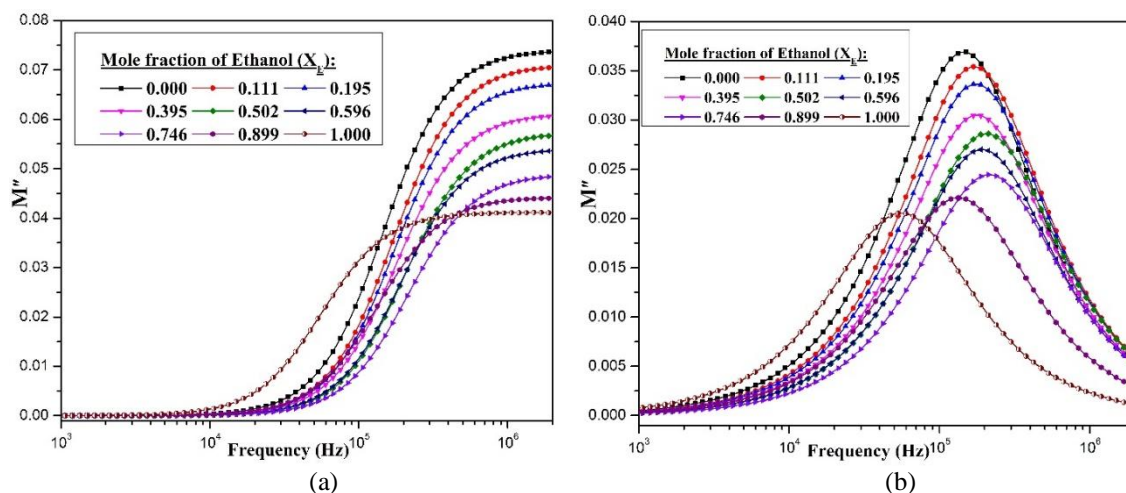 0.08
0.07
0.06
0.05
0.04
0.03
0.02
0.01
0.00
M″
Mole fraction of Ethanol (X_E):
0.000 0.111 0.195
0.395 0.502 0.596
0.746 0.899 1.000
10³ 10⁴ 10⁵ 10⁶
Frequency (Hz)
(a)
0.040
0.035
0.030
0.025
0.020
0.015
0.010
0.005
0.000
M″
Mole fraction of Ethanol (X_E):
0.000 0.111 0.195
0.395 0.502 0.596
0.746 0.899 1.000
10³ 10⁴ 10⁵ 10⁶
Frequency (Hz)
(b)